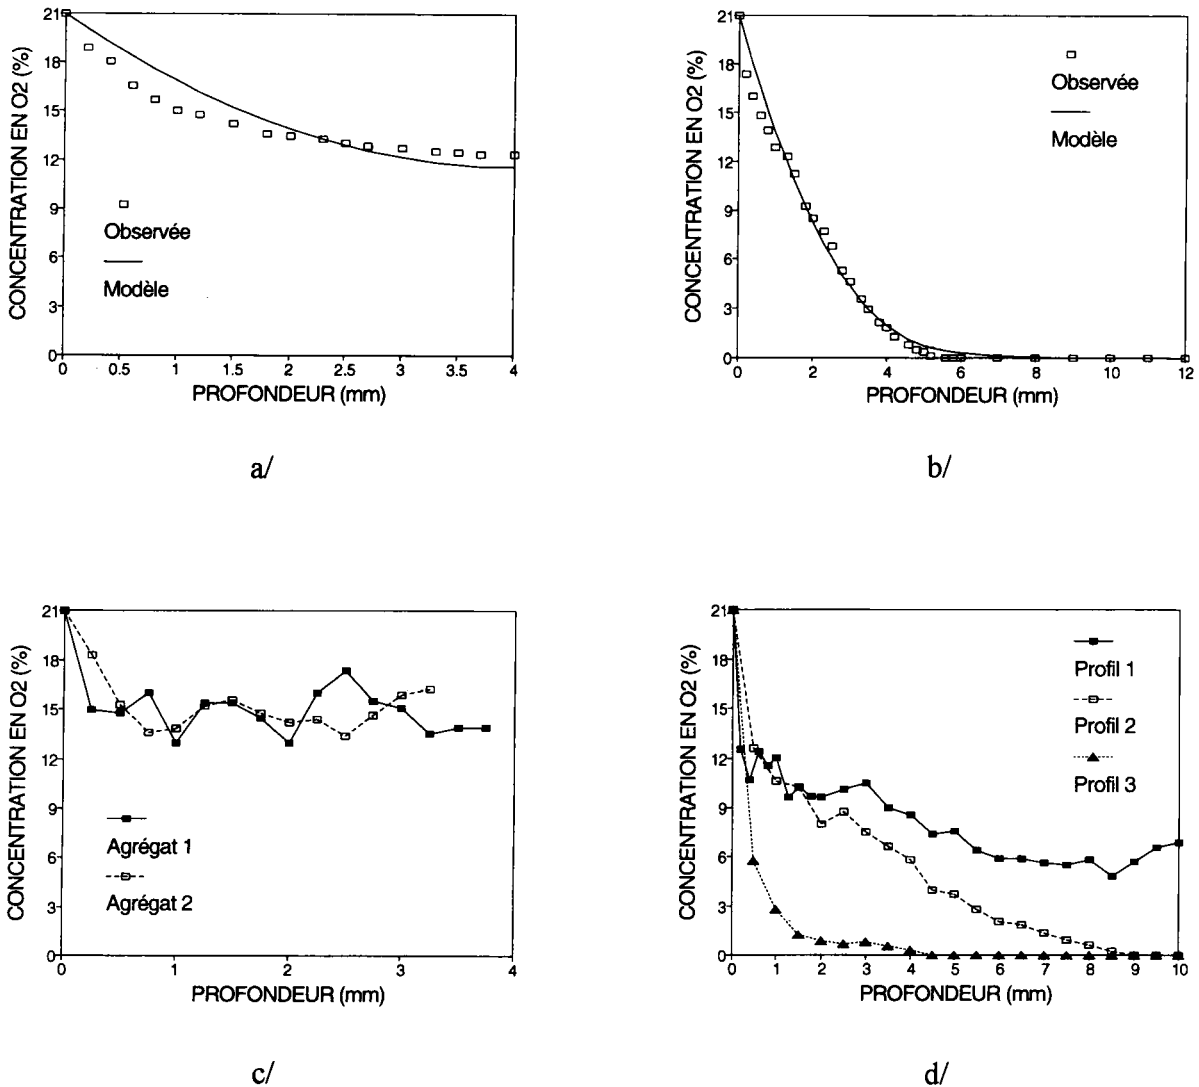 CONCENTRATION EN O2 (%)
21
18
15
12
9
6
3
0
Observée
Modèle
0 0.5 1 1.5 2 2.5 3 3.5 4
PROFONDEUR (mm)
a/
CONCENTRATION EN O2 (%)
21
18
15
12
9
6
3
0
Observée
Modèle
0 2 4 6 8 10 12
PROFONDEUR (mm)
b/
CONCENTRATION EN O2 (%)
21
18
15
12
9
6
3
0
Agrégat 1
Agrégat 2
0 1 2 3 4
PROFONDEUR (mm)
c/
CONCENTRATION EN O2 (%)
21
18
15
12
9
6
3
0
Profil 1
Profil 2
Profil 3
0 1 2 3 4 5 6 7 8 9 10
PROFONDEUR (mm)
d/